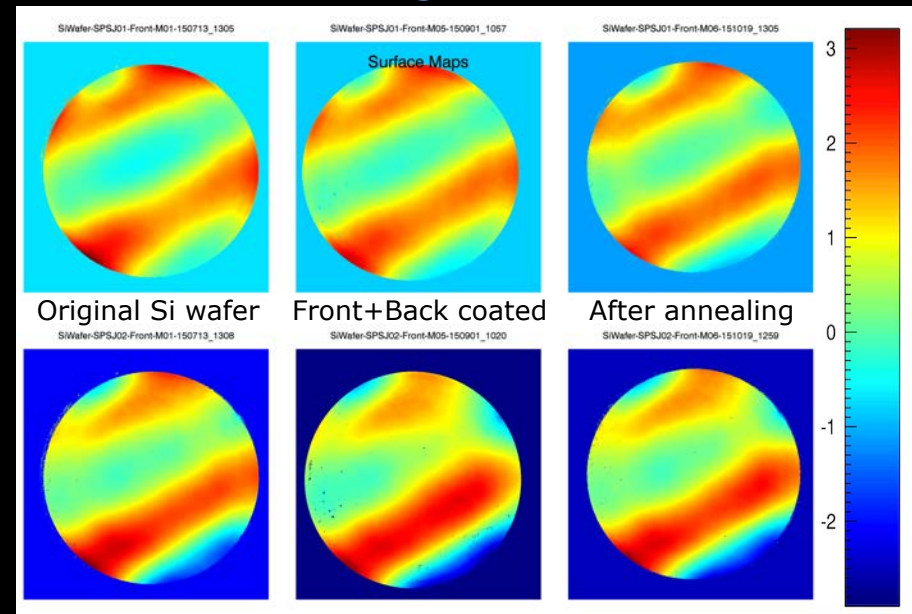 SiWafer-SPSJ01-Front-M01-150713_1305
SiWafer-SPSJ01-Front-M05-150901_1057
SiWafer-SPSJ01-Front-M06-151019_1305
Surface Maps
Original Si wafer
Front+Back coated
After annealing
SiWafer-SPSJ02-Front-M01-150713_1308
SiWafer-SPSJ02-Front-M05-150901_1020
SiWafer-SPSJ02-Front-M06-151019_1259
3
2
1
0
-1
-2